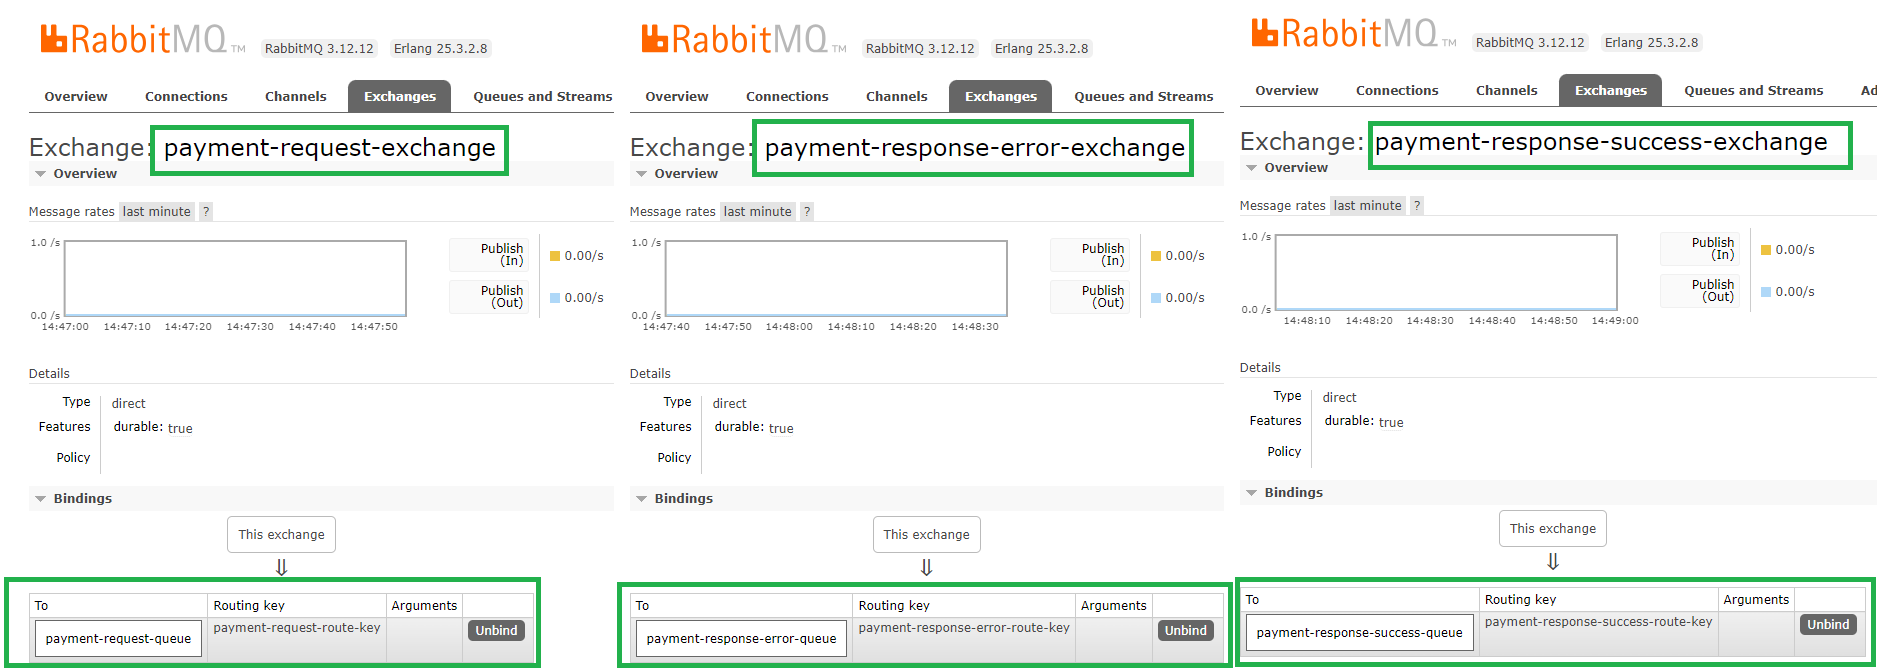 RabbitMQ TM RabbitMQ 3.12.12 Erlang 25.3.2.8
Overview Connections Channels Exchanges Queues and Streams
Exchange: payment-request-exchange
Overview
Message rates last minute ?
1.0 /s
0.0 /s
14:47:00 14:47:10 14:47:20 14:47:30 14:47:40 14:47:50
Publish (In) 0.00/s
Publish (Out) 0.00/s
Details
Type direct
Features durable: true
Policy
Bindings
This exchange
⇓
To Routing key Arguments
payment-request-queue payment-request-route-key Unbind
RabbitMQ TM RabbitMQ 3.12.12 Erlang 25.3.2.8
Overview Connections Channels Exchanges Queues and Streams
Exchange: payment-response-error-exchange
Overview
Message rates last minute ?
1.0 /s
0.0 /s
14:47:40 14:47:50 14:48:00 14:48:10 14:48:20 14:48:30
Publish (In) 0.00/s
Publish (Out) 0.00/s
Details
Type direct
Features durable: true
Policy
Bindings
This exchange
⇓
To Routing key Arguments
payment-response-error-queue payment-response-error-route-key Unbind
RabbitMQ TM RabbitMQ 3.12.12 Erlang 25.3.2.8
Overview Connections Channels Exchanges Queues and Streams Ad
Exchange: payment-response-success-exchange
Overview
Message rates last minute ?
1.0 /s
0.0 /s
14:48:10 14:48:20 14:48:30 14:48:40 14:48:50 14:49:00
Publish (In) 0.00/s
Publish (Out) 0.00/s
Details
Type direct
Features durable: true
Policy
Bindings
This exchange
⇓
To Routing key Arguments
payment-response-success-queue payment-response-success-route-key Unbind